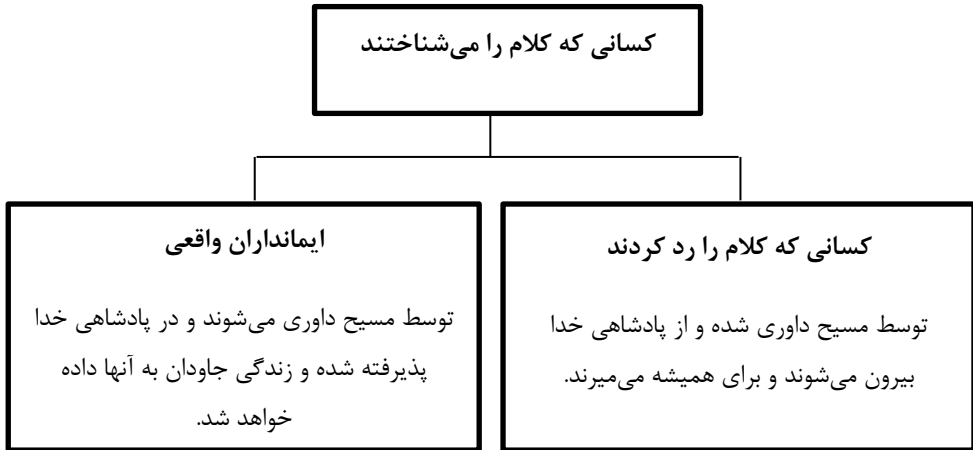 کسانی که کلام را می‌شناختند
کسانی که کلام را رد کردند
توسط مسیح داوری شده و از پادشاهی خدا
بیرون می‌شوند و برای همیشه می‌میرند.
ایمانداران واقعی
توسط مسیح داوری می‌شوند و در پادشاهی خدا
پذیرفته شده و زندگی جاودان به آنها داده
خواهد شد.